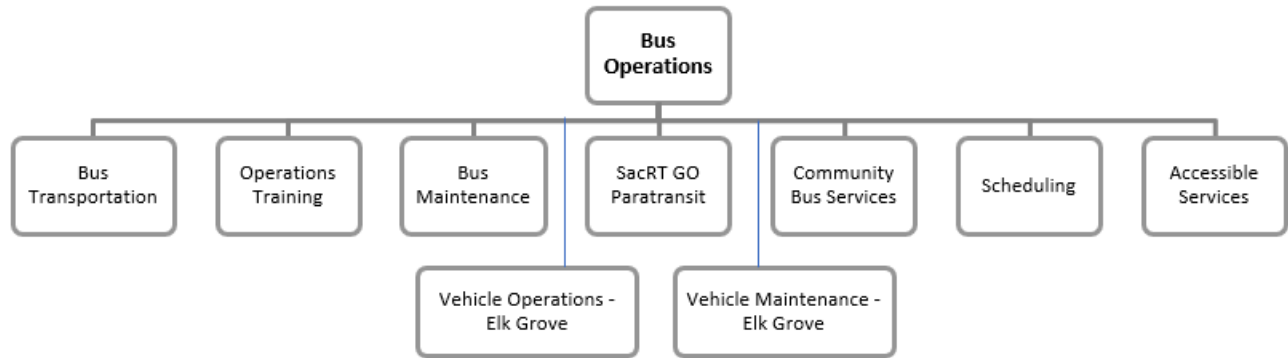 Bus
Operations
Bus
Transportation
Operations
Training
Bus
Maintenance
SacRT GO
Paratransit
Community
Bus Services
Scheduling
Accessible
Services
Vehicle Operations -
Elk Grove
Vehicle Maintenance -
Elk Grove